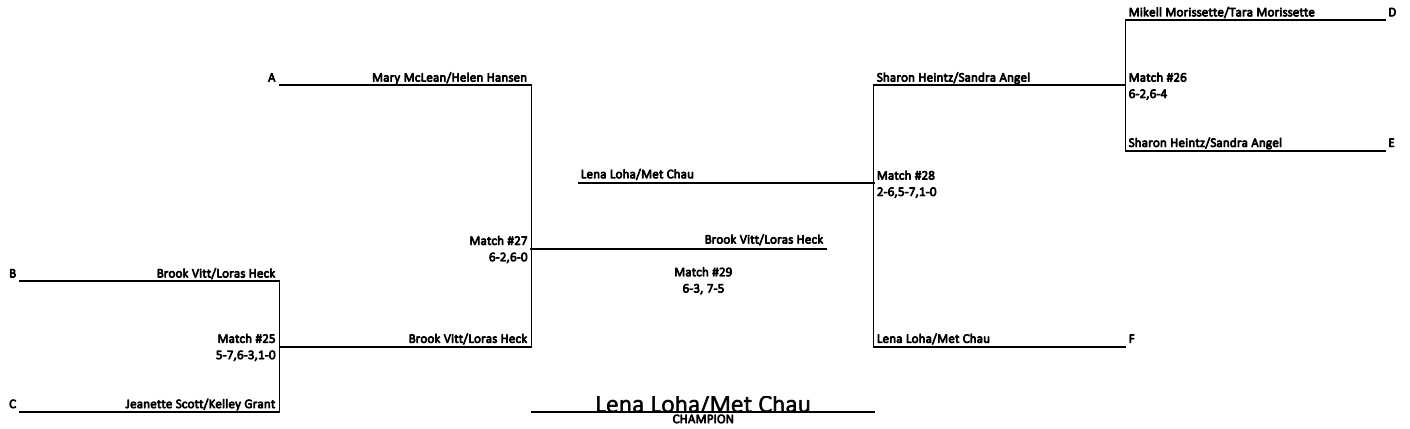 Mikell Morissette/Tara Morissette D
A Mary McLean/Helen Hansen
Sharon Heintz/Sandra Angel
Match #26
6-2,6-4
Sharon Heintz/Sandra Angel E
Lena Loha/Met Chau
Match #28
2-6,5-7,1-0
Match #27
6-2,6-0
Brook Vitt/Loras Heck
Match #29
6-3, 7-5
B Brook Vitt/Loras Heck
Match #25
5-7,6-3,1-0
Brook Vitt/Loras Heck
Lena Loha/Met Chau F
C Jeanette Scott/Kelley Grant
Lena Loha/Met Chau
CHAMPION